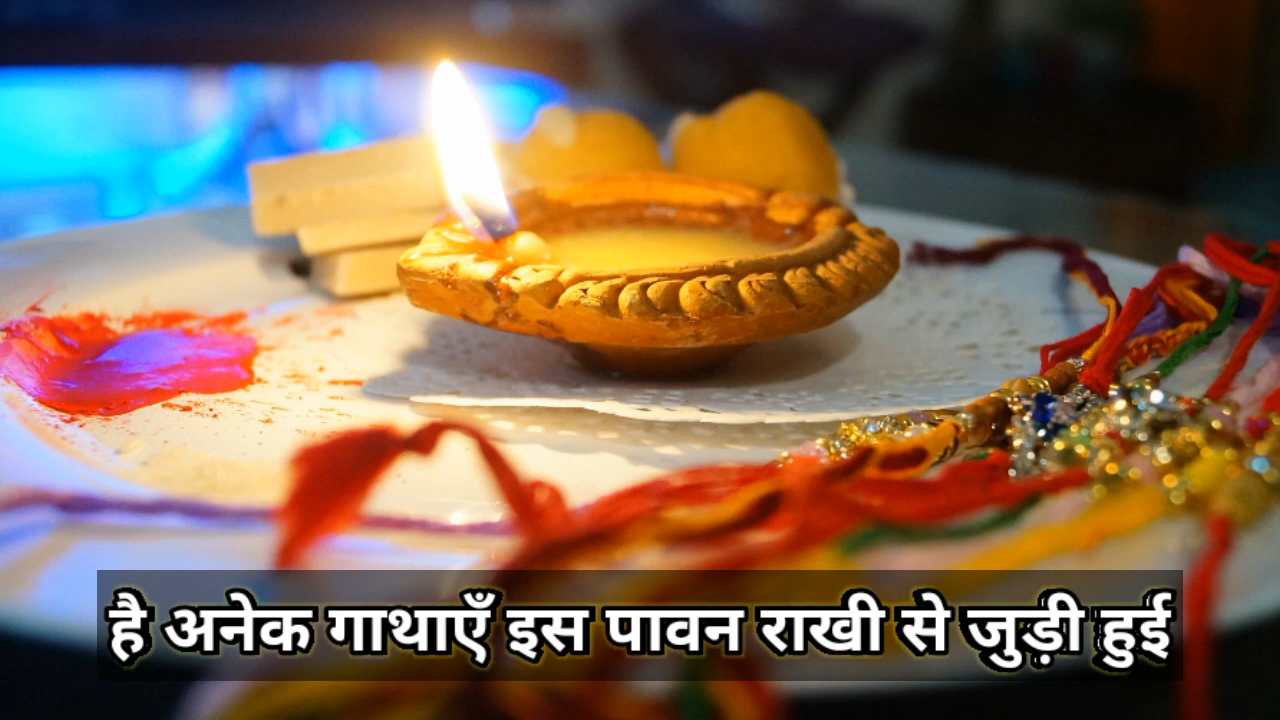 है अनेक गाथाएँ इस पावन राखी से जुड़ी हुई